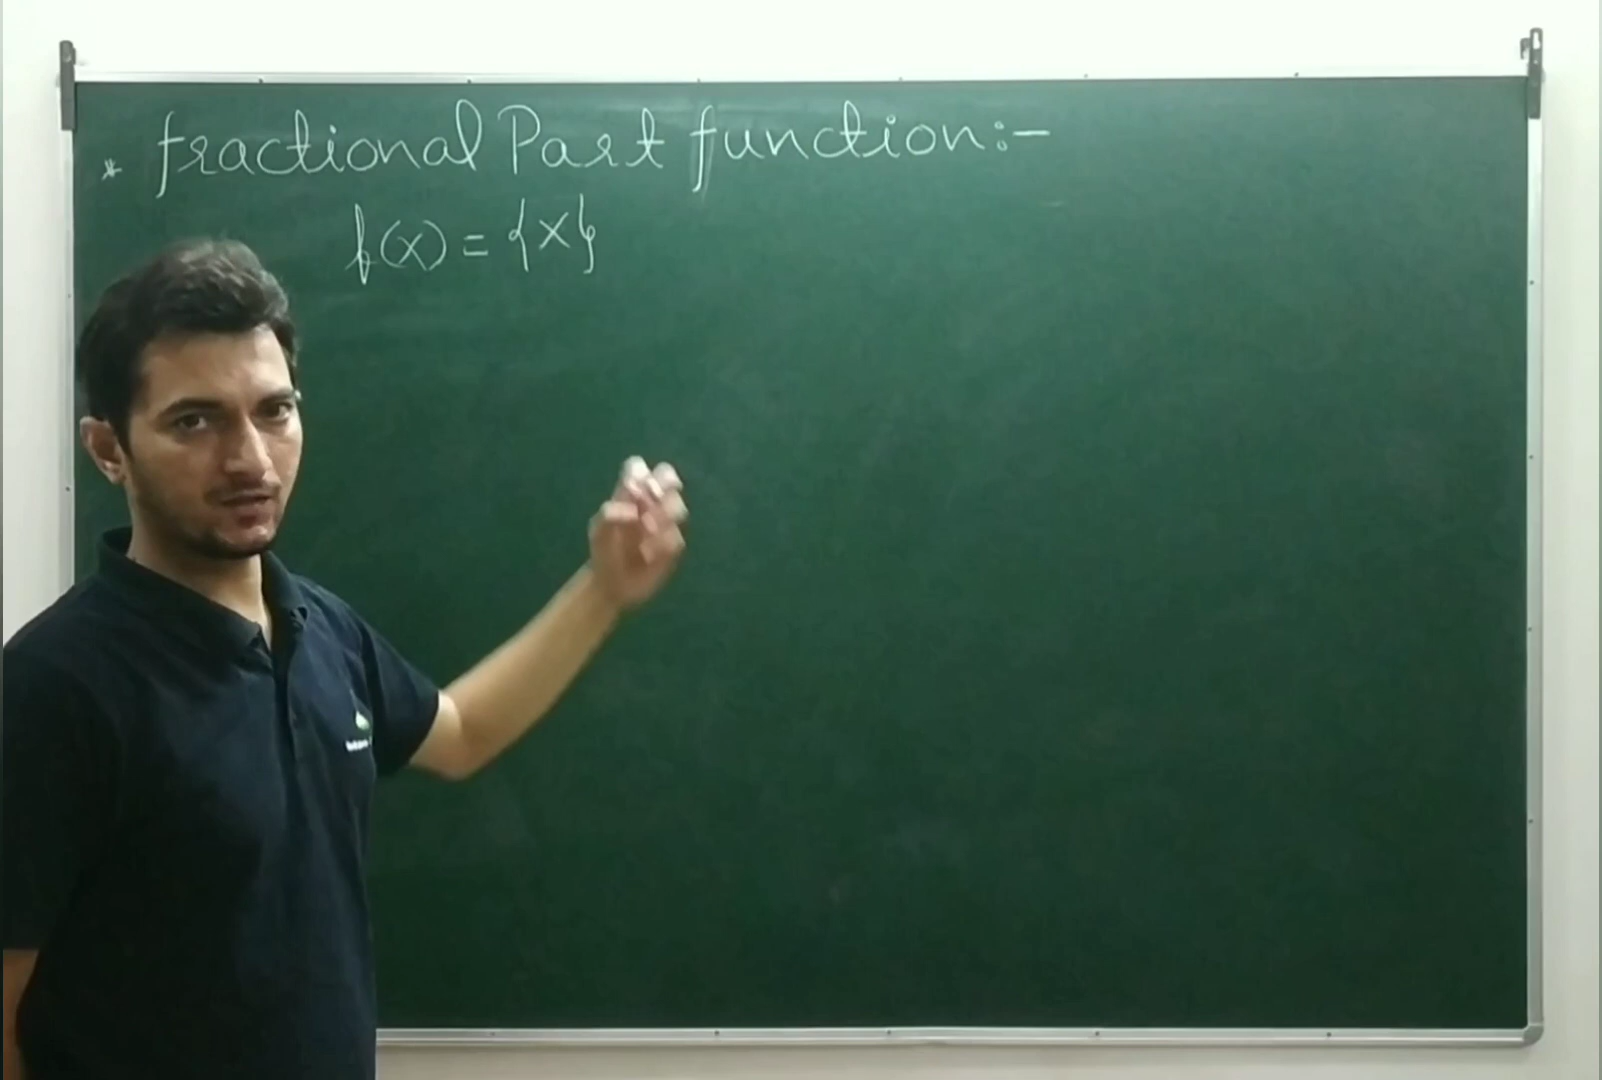 * fractional Part function:-
f(x) = {x}